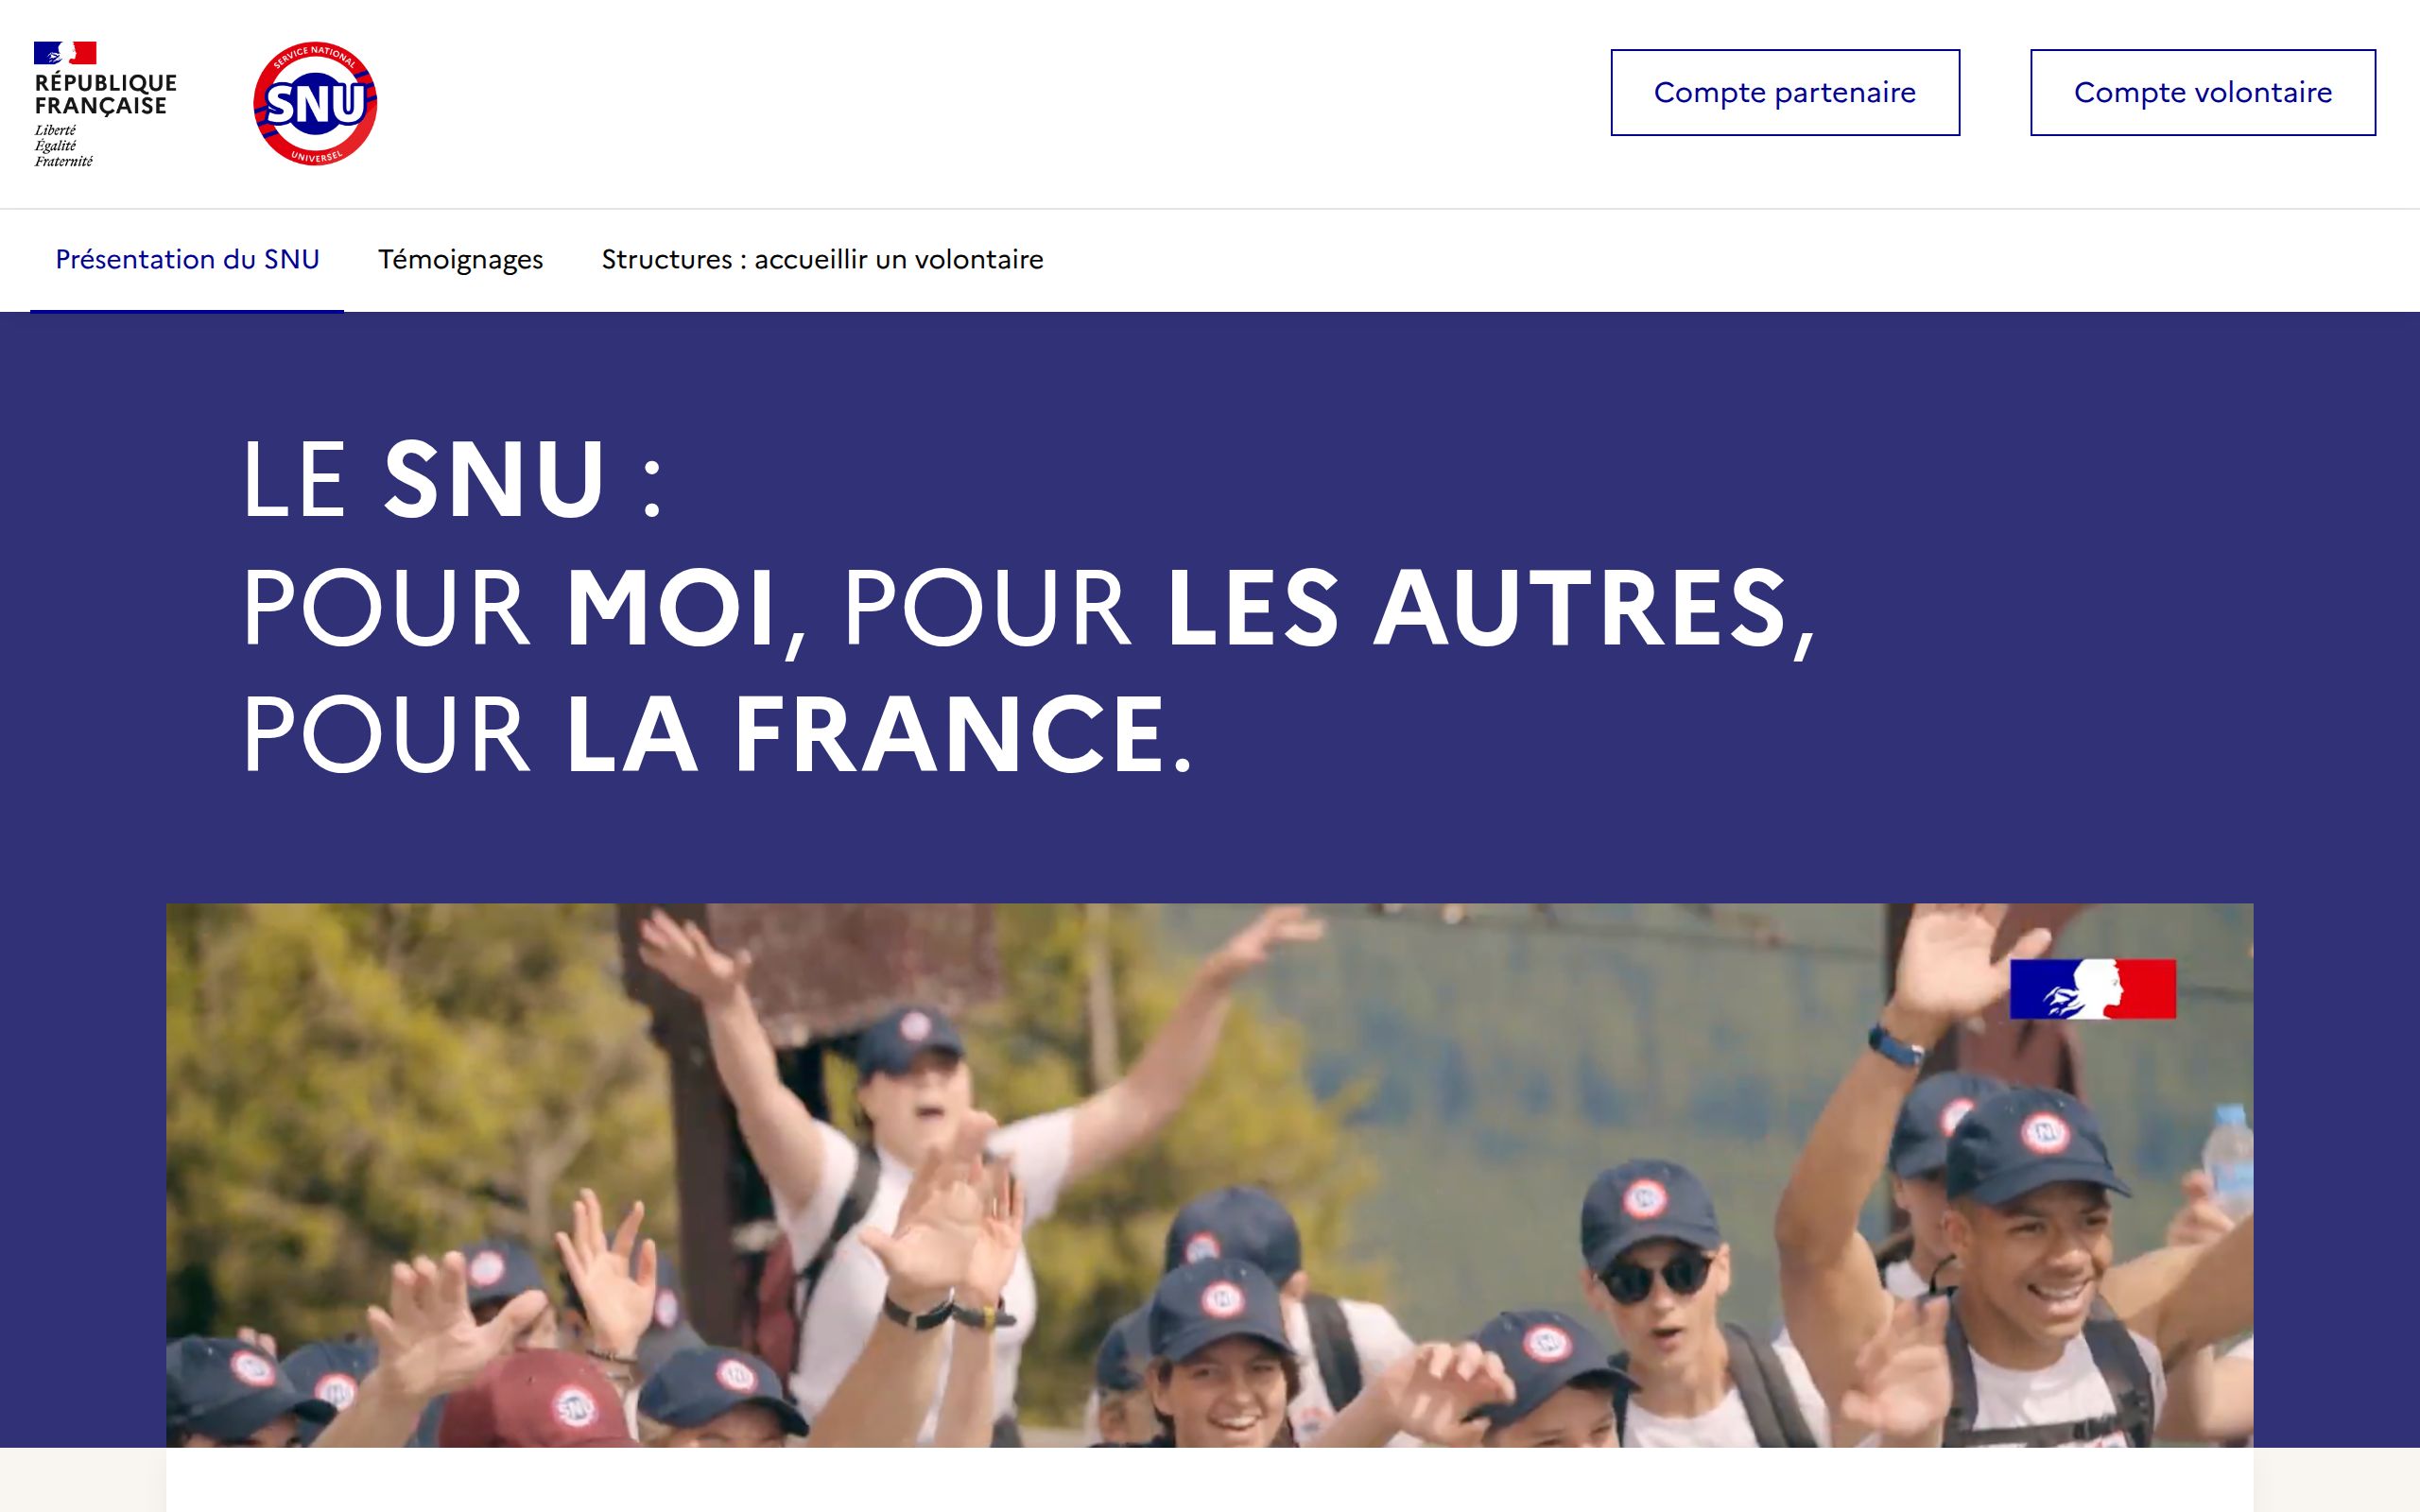 RÉPUBLIQUE
FRANÇAISE
Liberté
Égalité
Fraternité
SERVICE NATIONAL
SNU
UNIVERSEL
Compte partenaire
Compte volontaire
Présentation du SNU
Témoignages
Structures : accueillir un volontaire
LE SNU :
POUR MOI, POUR LES AUTRES,
POUR LA FRANCE.
SNU